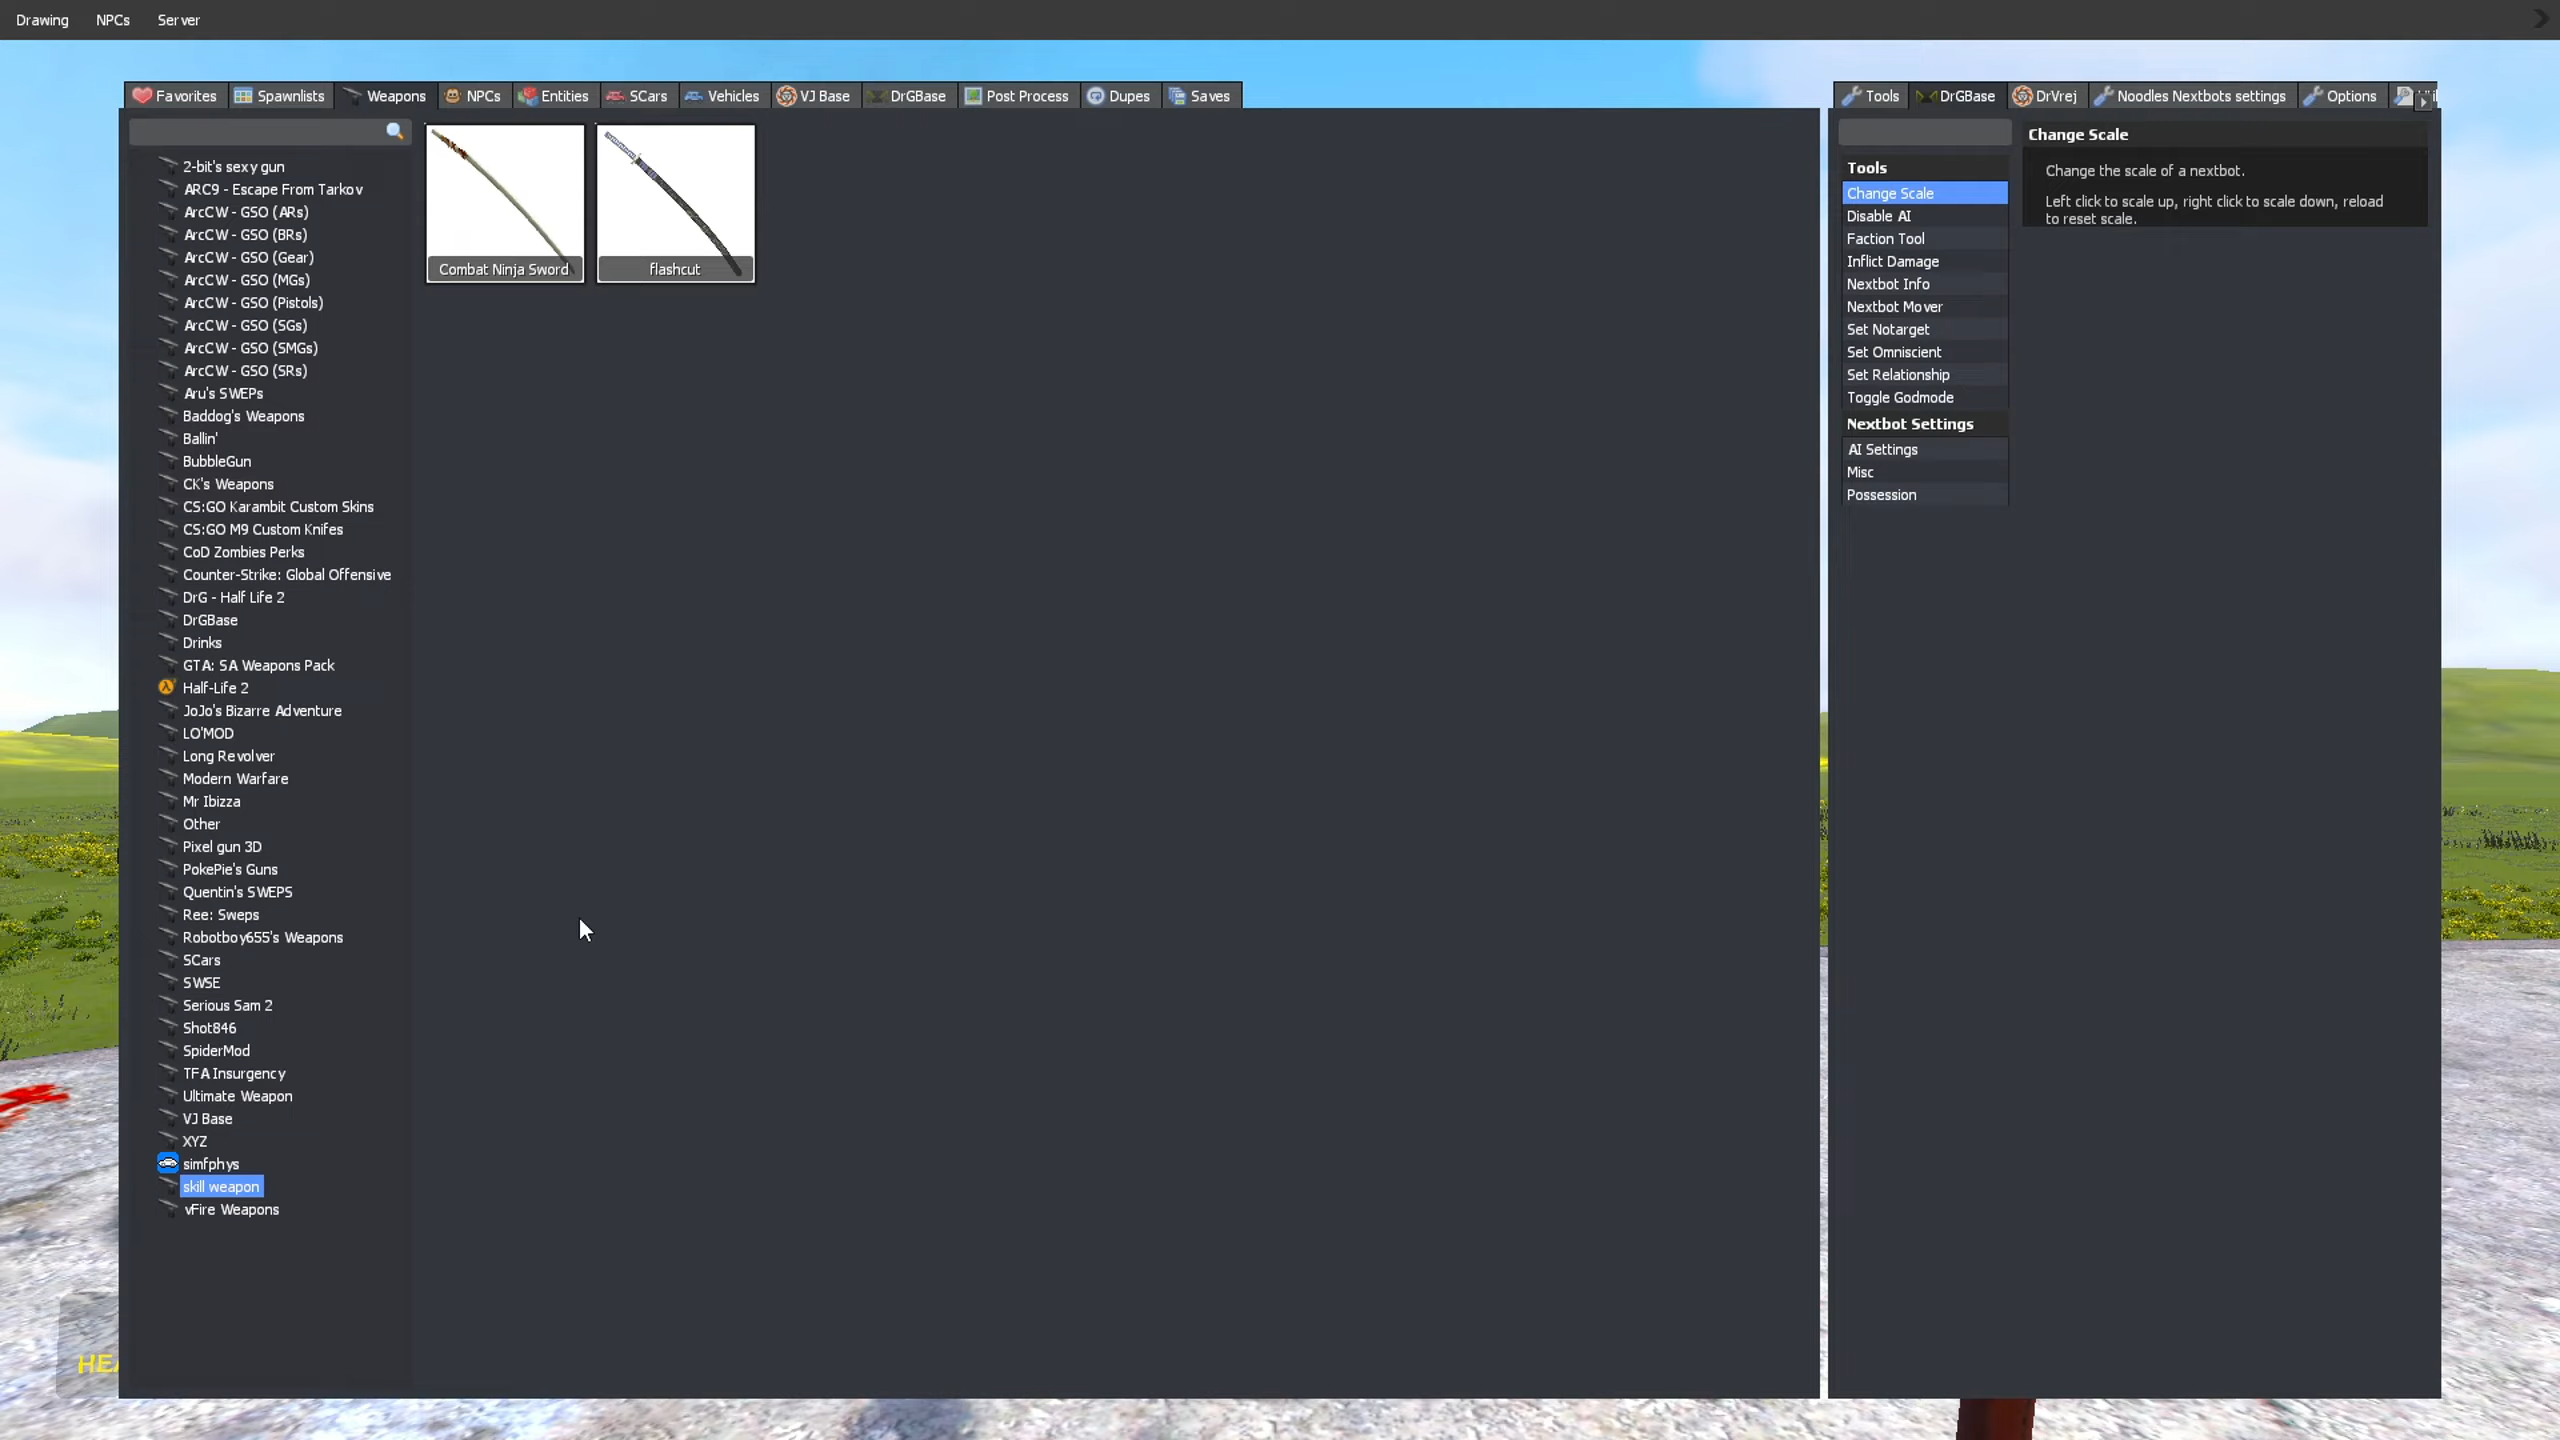 Drawing NPCs Server
Favorites Spawnlists Weapons NPCs Entities SCars Vehicles VJ Base DrGBase Post Process Dupes Saves
2-bit's sexy gun
ARC9 - Escape From Tarkov
ArcCW - GSO (ARs)
ArcCW - GSO (BRs)
ArcCW - GSO (Gear)
ArcCW - GSO (MGs)
ArcCW - GSO (Pistols)
ArcCW - GSO (SGs)
ArcCW - GSO (SMGs)
ArcCW - GSO (SRs)
Aru's SWEPs
Baddog's Weapons
Ballin'
BubbleGun
CK's Weapons
CS:GO Karambit Custom Skins
CS:GO M9 Custom Knifes
CoD Zombies Perks
Counter-Strike: Global Offensive
DrG - Half Life 2
DrGBase
Drinks
GTA: SA Weapons Pack
Half-Life 2
JoJo's Bizarre Adventure
LO'MOD
Long Revolver
Modern Warfare
Mr Ibizza
Other
Pixel gun 3D
PokePie's Guns
Quentin's SWEPS
Ree: Sweps
Robotboy655's Weapons
SCars
SWSE
Serious Sam 2
Shot846
SpiderMod
TFA Insurgency
Ultimate Weapon
VJ Base
XYZ
simfphys
skill weapon
vFire Weapons
Combat Ninja Sword
flashcut
Tools DrGBase DrVrej Noodles Nextbots settings Options
Tools
Change Scale
Disable AI
Faction Tool
Inflict Damage
Nextbot Info
Nextbot Mover
Set Notarget
Set Omniscient
Set Relationship
Toggle Godmode
Nextbot Settings
AI Settings
Misc
Possession
Change Scale
Change the scale of a nextbot.
Left click to scale up, right click to scale down, reload
to reset scale.